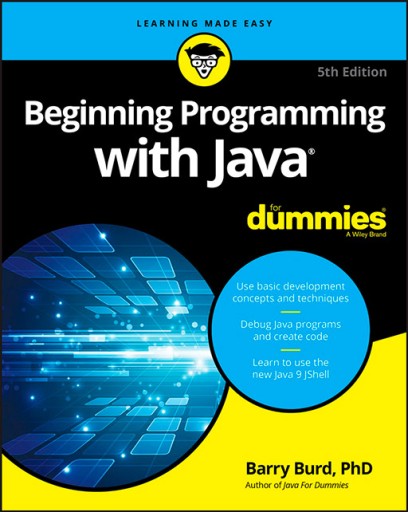 LEARNING MADE EASY
5th Edition
Beginning Programming
with Java®
for
dummies®
A Wiley Brand
Use basic development
concepts and techniques
Debug Java programs
and create code
Learn to use the
new Java 9 JShell
Barry Burd, PhD
Author of Java For Dummies